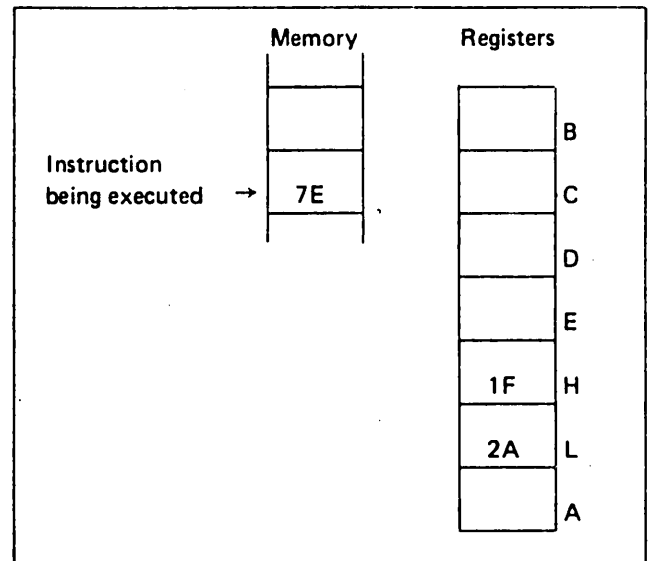 Memory
Registers
B
Instruction
being executed → 7E
C
D
E
1F H
2A L
A